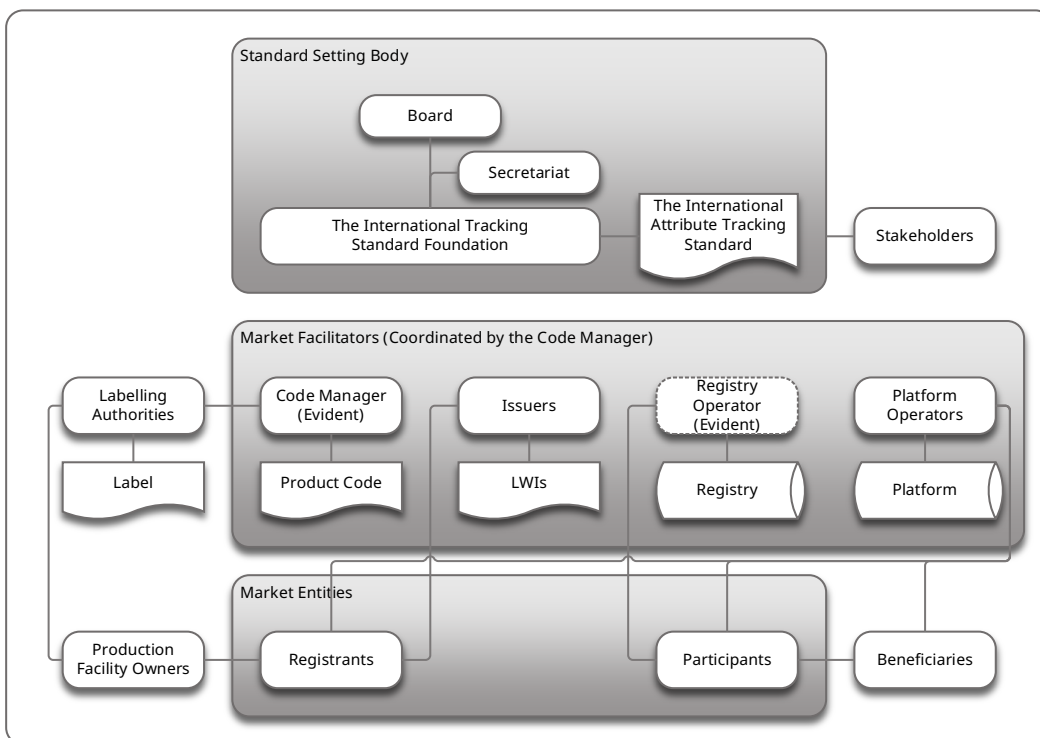 Standard Setting Body
Board
Secretariat
The International Tracking
Standard Foundation
The International
Attribute Tracking
Standard
Stakeholders
Market Facilitators (Coordinated by the Code Manager)
Labelling
Authorities
Code Manager
(Evident)
Issuers
Registry
Operator
(Evident)
Platform
Operators
Label
Product Code
LWIs
Registry
Platform
Market Entities
Production
Facility Owners
Registrants
Participants
Beneficiaries